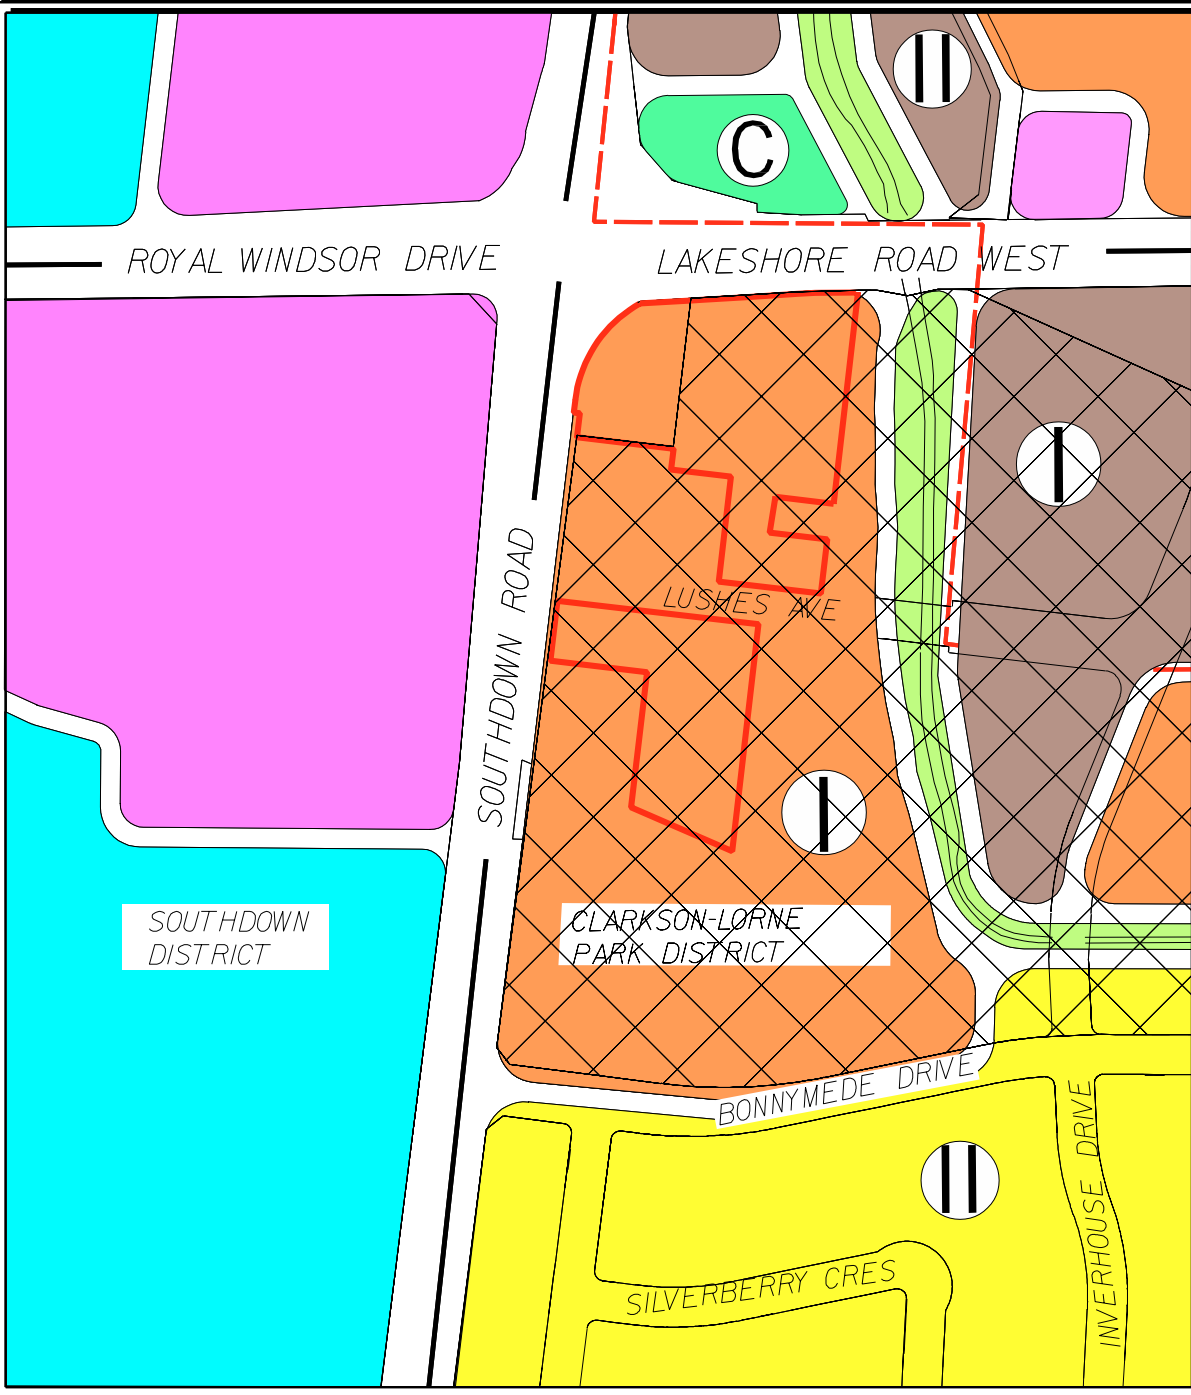 II
C
ROYAL WINDSOR DRIVE
LAKESHORE ROAD WEST
I
SOUTHDOWN ROAD
LUSHES AVE
I
SOUTHDOWN
DISTRICT
CLARKSON-LORNE
PARK DISTRICT
BONNYMEDE DRIVE
INVERHOUSE DRIVE
II
SILVERBERRY CRES